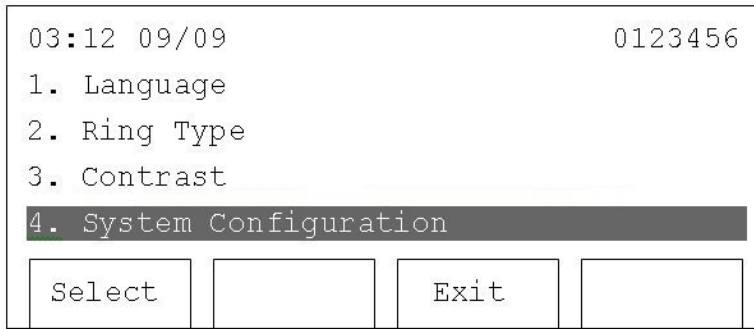 03:12 09/09 0123456
1. Language
2. Ring Type
3. Contrast
4. System Configuration
Select Exit